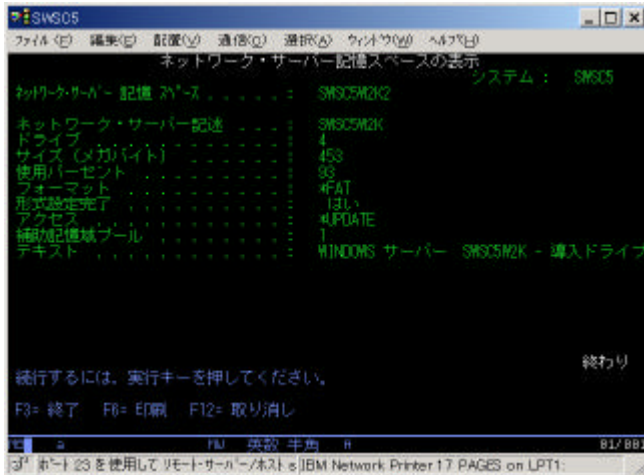 SWSC5
ファイル(F) 編集(E) 配置(V) 通信(C) 選択(A) ウィンドウ(W) ヘルプ(H)
ネットワーク・サーバー記憶スペースの表示
システム : SWSC5
ネットワーク・サーバー 記憶 スペース . . . . . . : SWSC5W2K2
ネットワーク・サーバー記述 . . . . . . : SWSC5W2K
ドライブ . . . . . . . . . . . . . . . : 4
サイズ (メガバイト) . . . . . . . . . : 453
使用パーセント . . . . . . . . . . . . : 93
フォーマット . . . . . . . . . . . . . : *FAT
形式設定完了 . . . . . . . . . . . . . : はい
アクセス . . . . . . . . . . . . . . . : *UPDATE
補助記憶域プール . . . . . . . . . . . : 1
テキスト . . . . . . . . . . . . . . . : WINDOWS サーバー SWSC5W2K - 導入ドライブ
終わり
続行するには、実行キーを押してください。
F3= 終了 F6= 印刷 F12= 取り消し
a MW 英数 半角 A 01/001
ポート 23 を使用して リモート・サーバー/ホスト s IBM Network Printer 17 PAGES on LPT1: